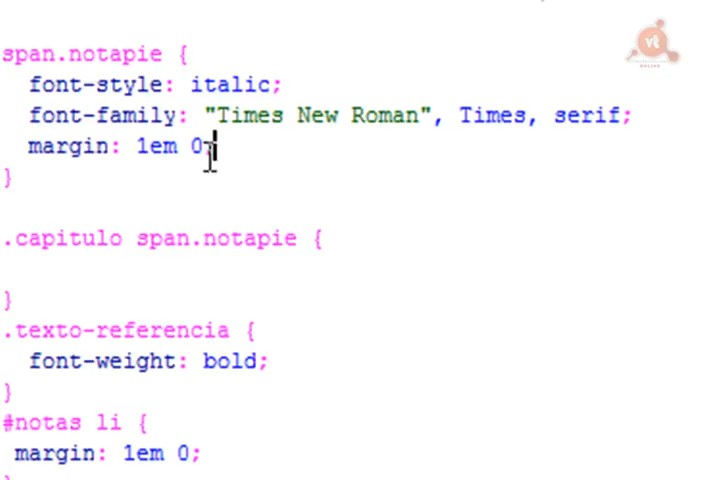 span.notapie {
font-style: italic;
font-family: "Times New Roman", Times, serif;
margin: 1em 0;
}
.capitulo span.notapie {
}
.texto-referencia {
font-weight: bold;
}
#notas li {
margin: 1em 0;
}